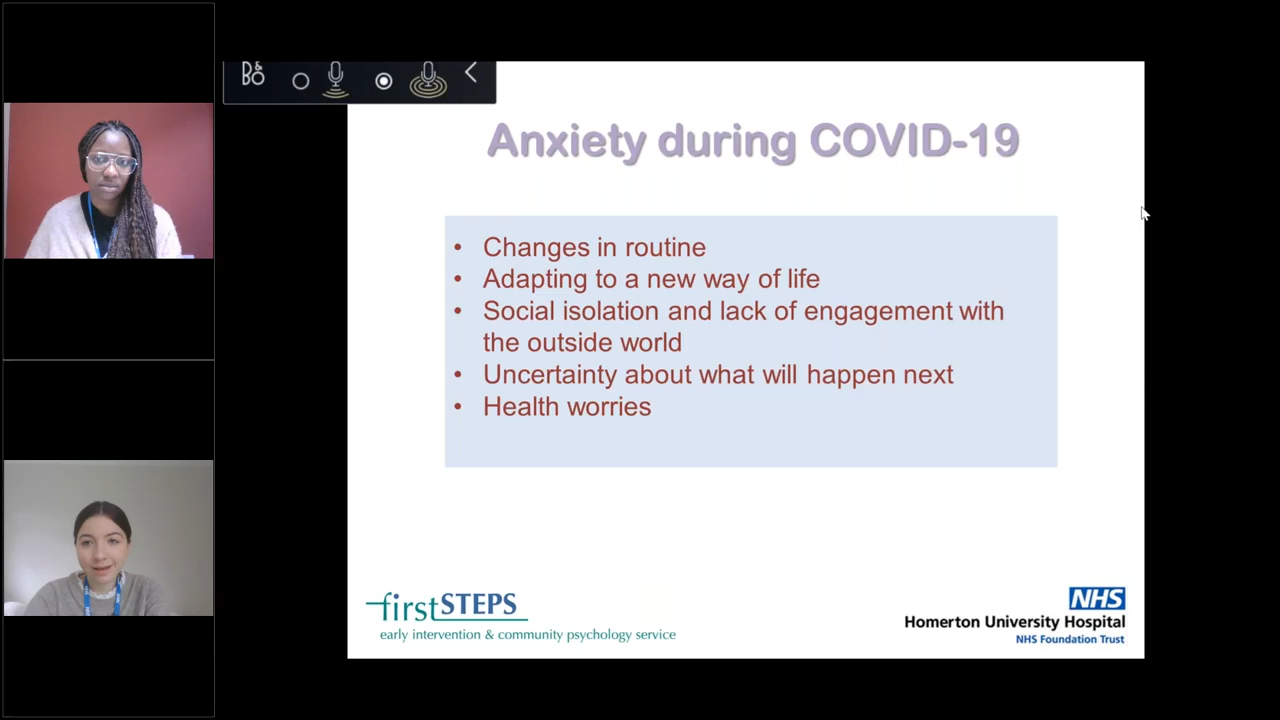 B&O
Anxiety during COVID-19
• Changes in routine
• Adapting to a new way of life
• Social isolation and lack of engagement with
the outside world
• Uncertainty about what will happen next
• Health worries
firstSTEPS
early intervention & community psychology service
NHS
Homerton University Hospital
NHS Foundation Trust